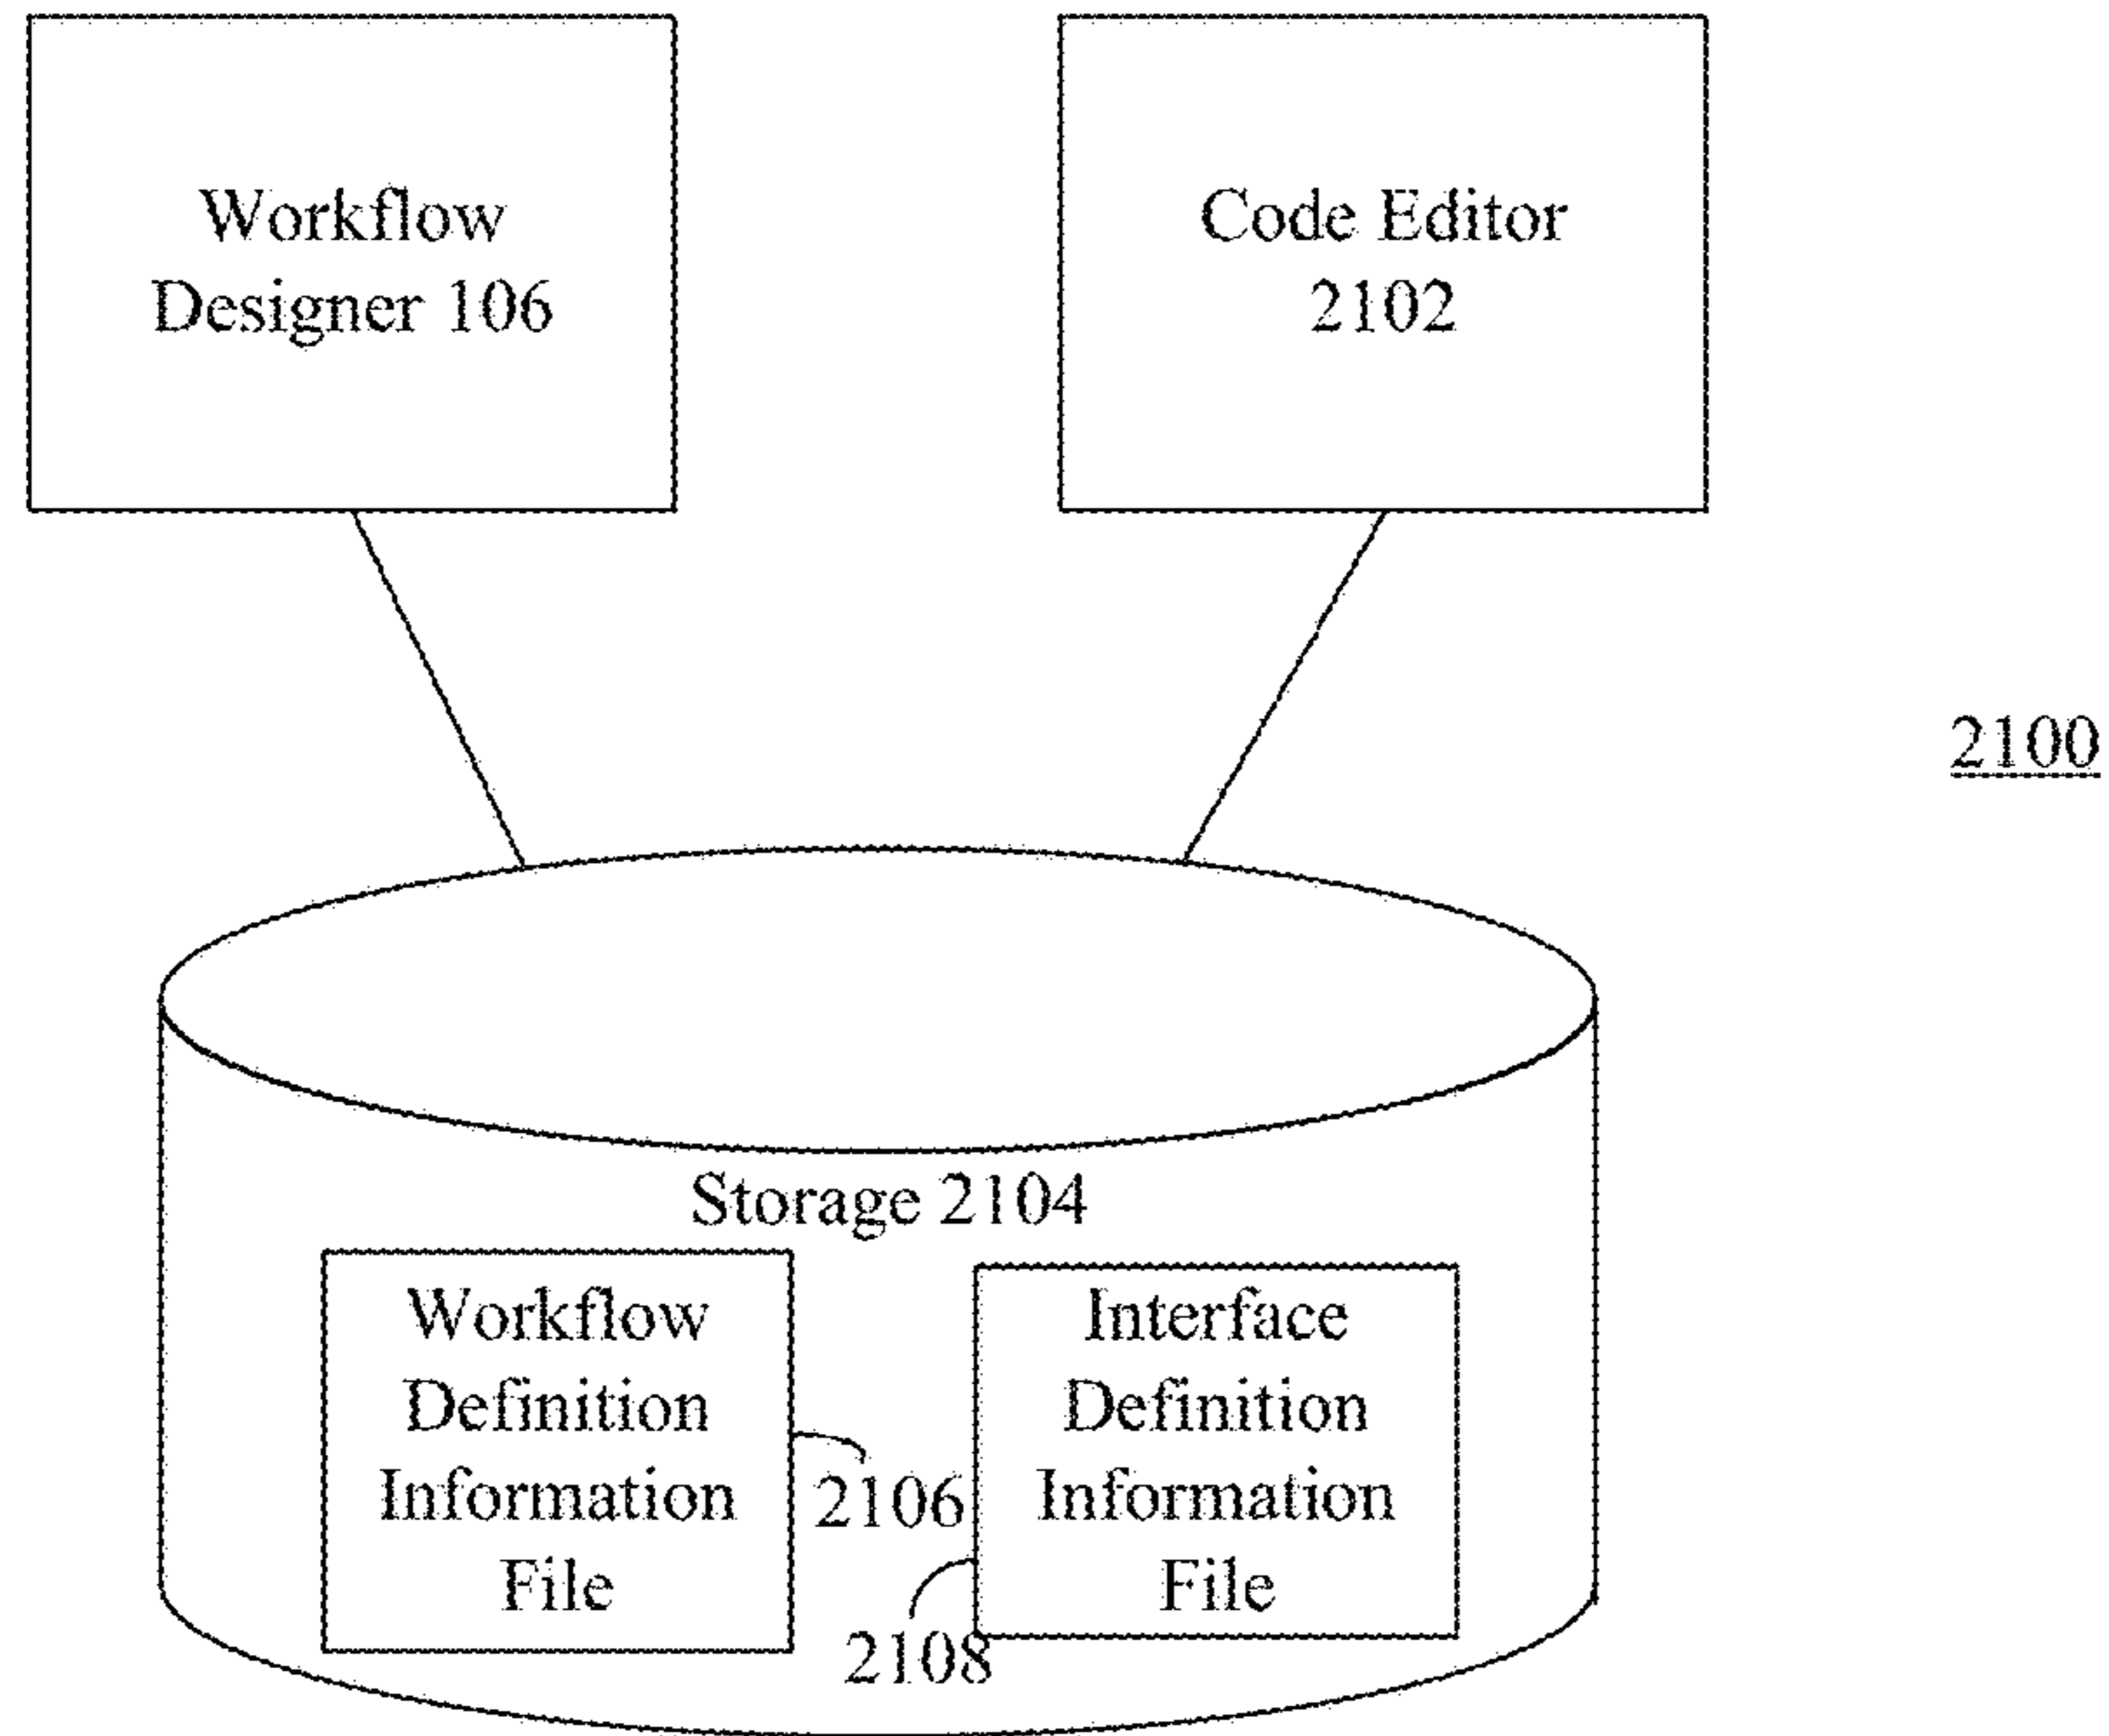 Workflow
Designer 106
Code Editor
2102
2100
Storage 2104
Workflow
Definition
Information
File
2106
Interface
Definition
Information
File
2108